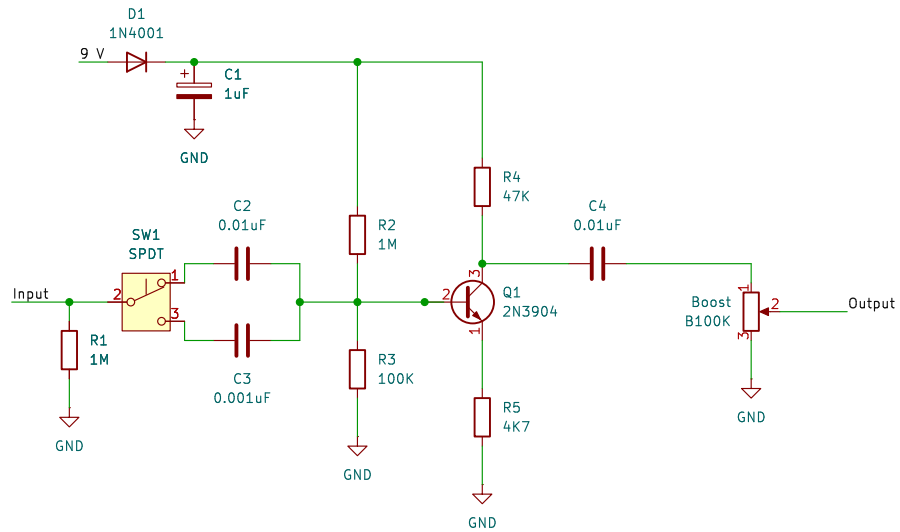 D1
1N4001
9 V
+
C1
1uF
GND
R4
47K
C2
0.01uF
C4
0.01uF
SW1
SPDT
R2
1M
1
3
Input
2
2
Q1
2N3904
1
Boost
B100K
2
Output
3
3
1
R1
1M
C3
0.001uF
R3
100K
R5
4K7
GND
GND
GND
GND